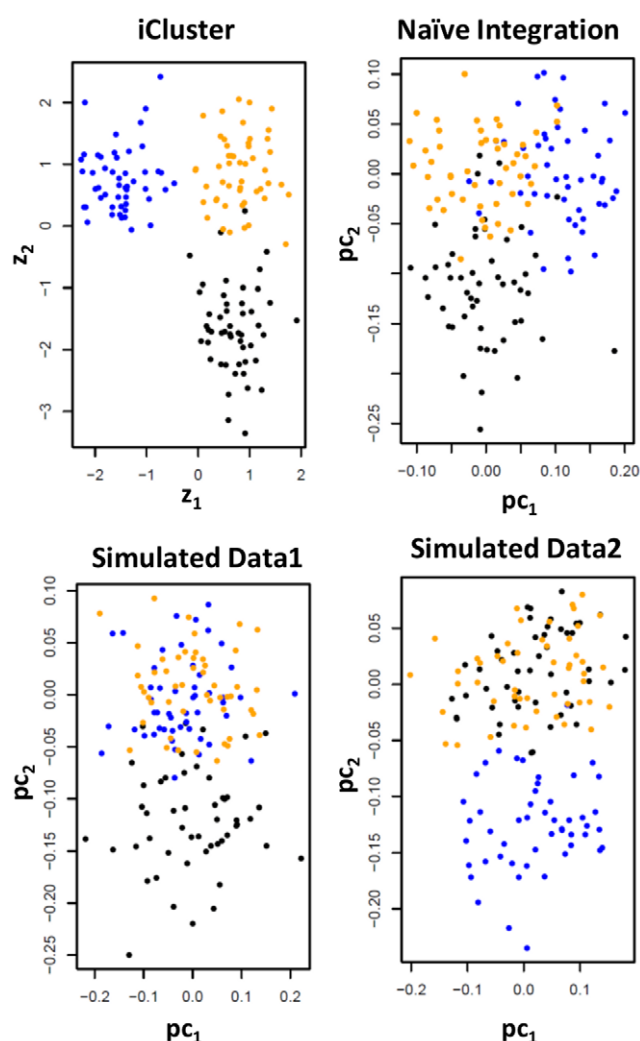 iCluster
Naïve Integration
z2
2
1
0
-1
-2
-3
-2 -1 0 1 2
z1
pc2
0.10
0.05
0.00
-0.05
-0.15
-0.25
-0.10 0.00 0.10 0.20
pc1
Simulated Data1
Simulated Data2
pc2
0.10
0.05
0.00
-0.05
-0.10
-0.15
-0.20
-0.25
-0.2 -0.1 0.0 0.1 0.2
pc1
pc2
0.05
0.00
-0.05
-0.10
-0.15
-0.20
-0.2 -0.1 0.0 0.1
pc1